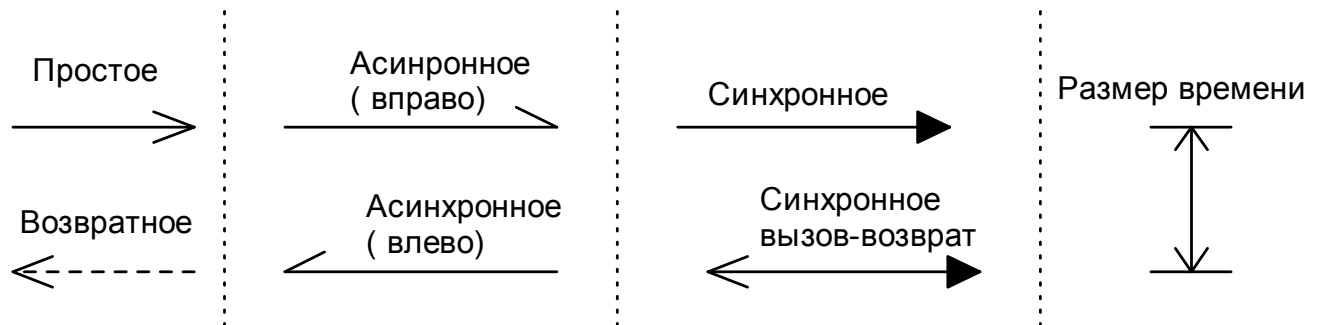 Простое
Асинронное
( вправо)
Синхронное
Размер времени
Возвратное
Асинхронное
( влево)
Синхронное
вызов-возврат